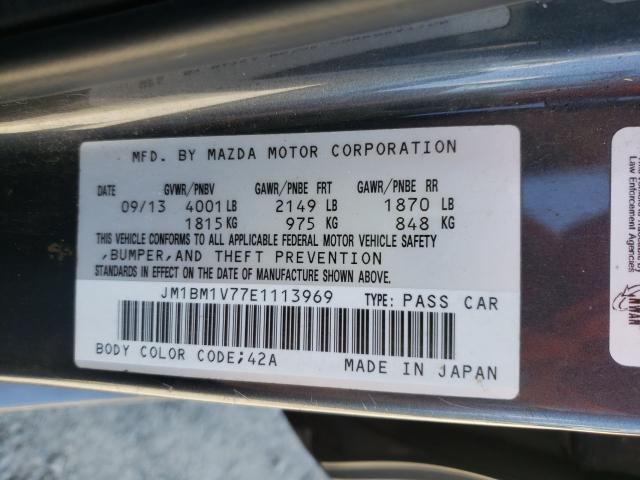 MFD. BY MAZDA MOTOR CORPORATION
DATE GVWR/PNBV GAWR/PNBE FRT GAWR/PNBE RR
09/13 4001 LB 2149 LB 1870 LB
1815 KG 975 KG 848 KG
THIS VEHICLE CONFORMS TO ALL APPLICABLE FEDERAL MOTOR VEHICLE SAFETY
,BUMPER,AND THEFT PREVENTION
STANDARDS IN EFFECT ON THE DATE OF MANUFACTURE SHOWN ABOVE.
JM1BM1V77E1113969 TYPE: PASS CAR
BODY COLOR CODE;42A MADE IN JAPAN
Law Enforcement Agencies